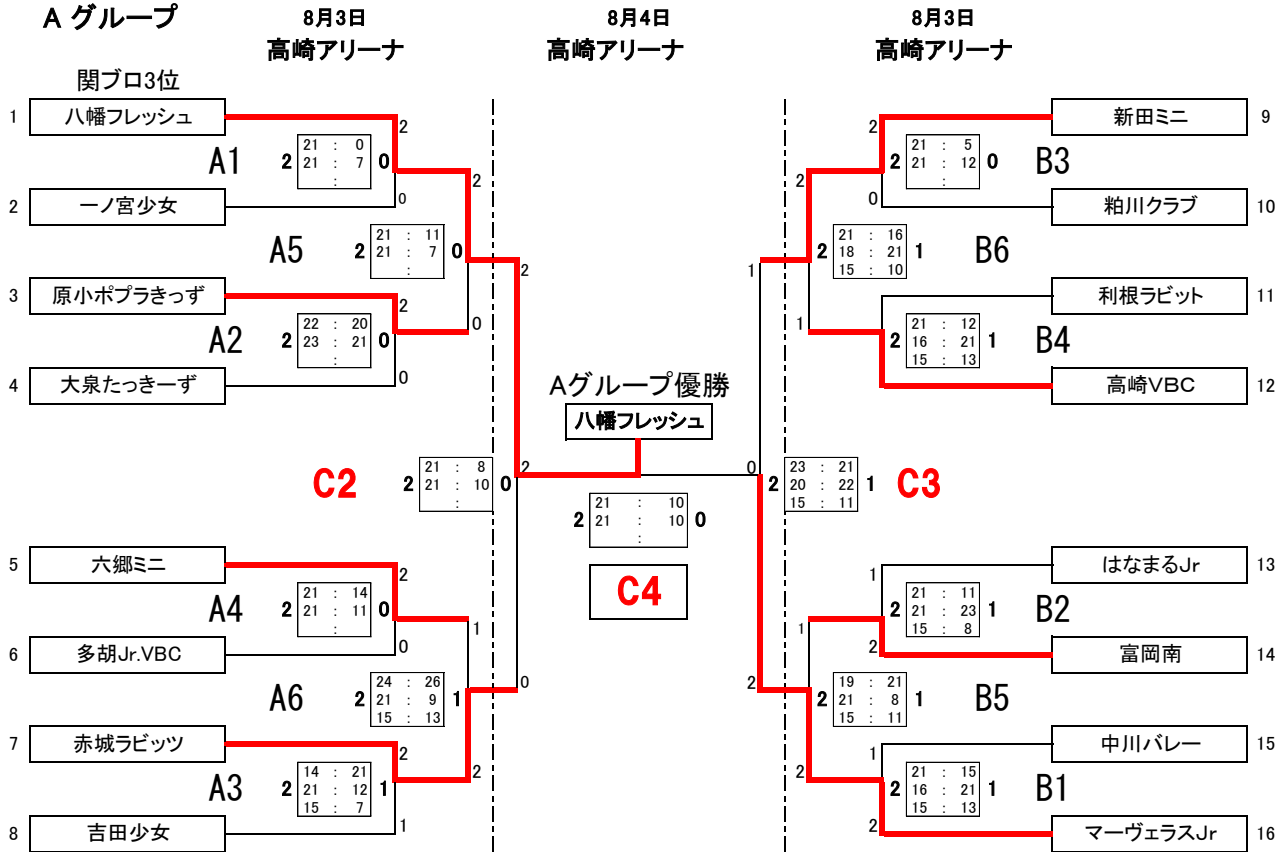 A グループ
8月3日
高崎アリーナ
8月4日
高崎アリーナ
8月3日
高崎アリーナ
関ブロ3位
1 八幡フレッシュ
2
A1
2
21 : 0
21 : 7
:
0
0
2 一ノ宮少女
2
A5
2
21 : 11
21 : 7
:
0
2
3 原小ポプラきっず
2
0
A2
2
22 : 20
23 : 21
:
0
0
4 大泉たっきーず
C2
2
21 : 8
21 : 10
:
0
2
5 六郷ミニ
2
A4
2
21 : 14
21 : 11
:
0
0
6 多胡Jr.VBC
1
A6
2
24 : 26
21 : 9
15 : 13
1
0
7 赤城ラビッツ
2
2
A3
2
14 : 21
21 : 12
15 : 7
1
1
8 吉田少女
Aグループ優勝
八幡フレッシュ
2
21 : 10
21 : 10
:
0
C4
新田ミニ 9
2
2
21 : 5
21 : 12
:
0
B3
0
粕川クラブ 10
2
1
2
21 : 16
18 : 21
15 : 10
1
B6
利根ラビット 11
1
2
21 : 12
16 : 21
15 : 13
1
B4
高崎VBC 12
0
2
23 : 21
20 : 22
15 : 11
1
C3
はなまるJr 13
1
2
21 : 11
21 : 23
15 : 8
1
B2
2
富岡南 14
1
2
2
19 : 21
21 : 8
15 : 11
1
B5
中川バレー 15
1
2
2
21 : 15
16 : 21
15 : 13
1
B1
2
マーヴェラスJr 16